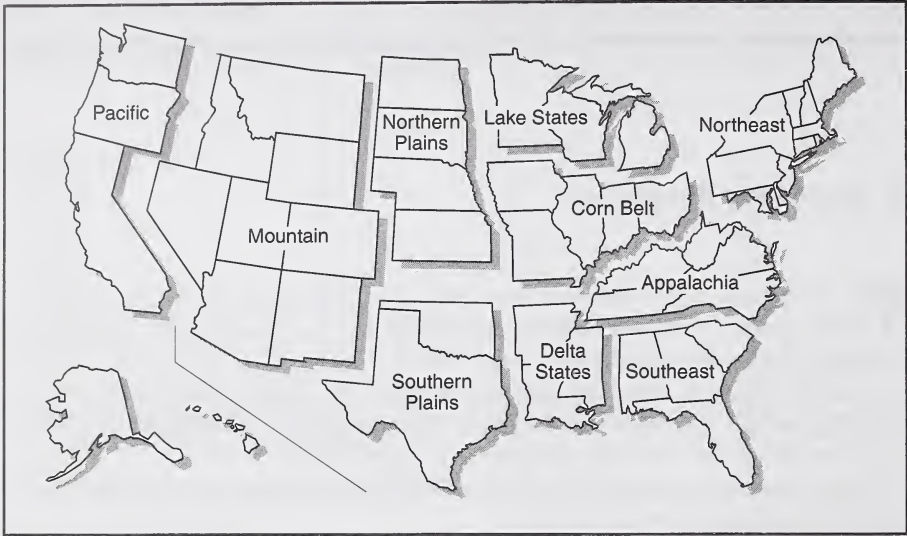 Pacific
Northern
Plains
Lake States
Northeast
Mountain
Corn Belt
Appalachia
Southern
Plains
Delta
States
Southeast